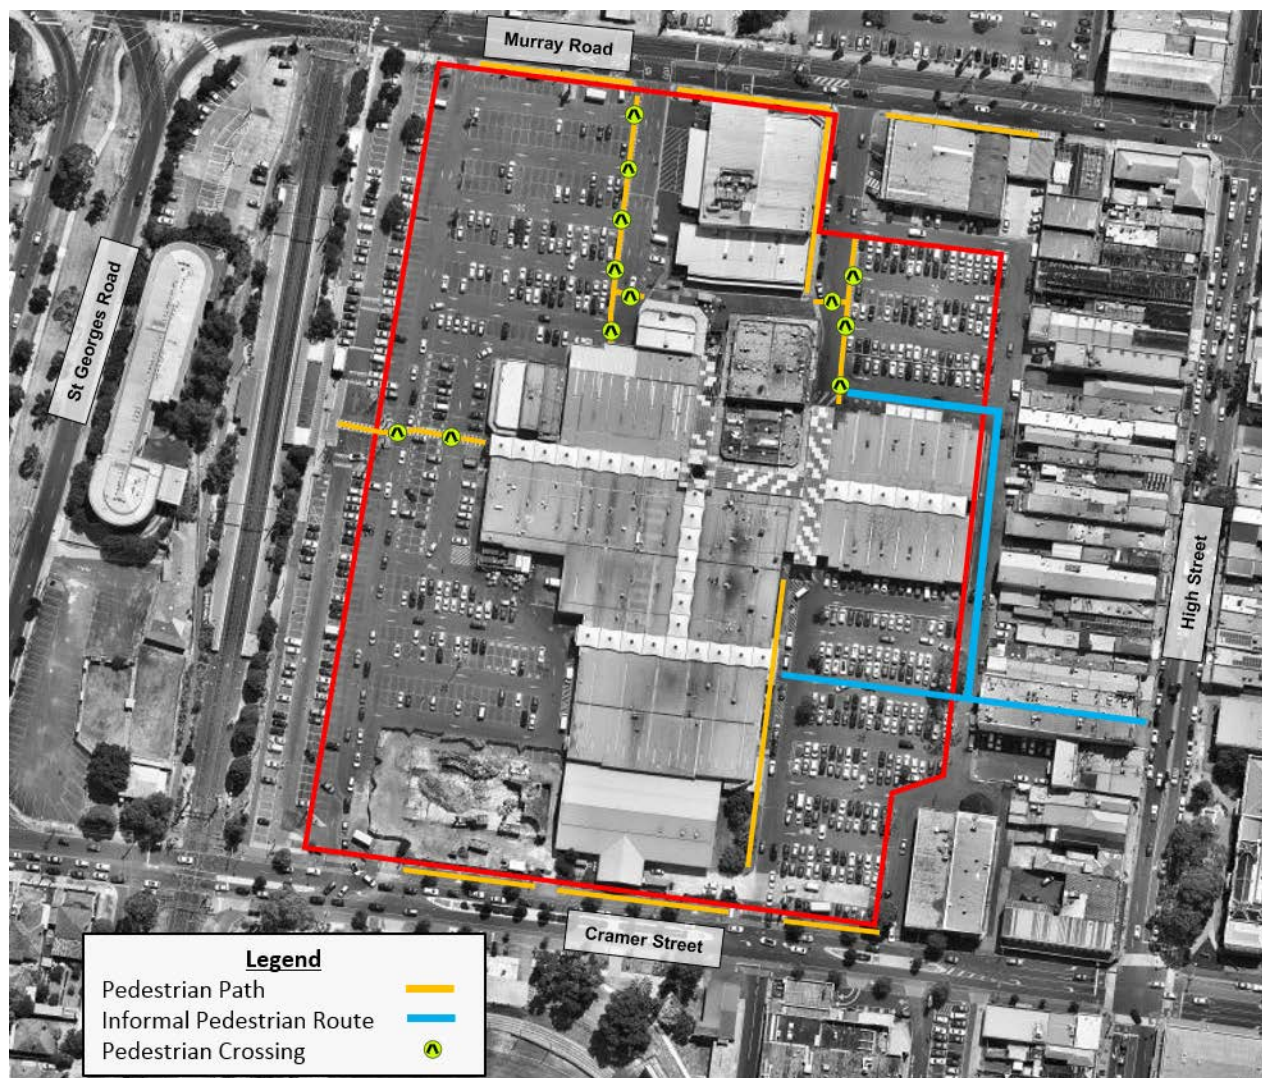 Murray Road
St Georges Road
High Street
Cramer Street
Legend
Pedestrian Path
Informal Pedestrian Route
Pedestrian Crossing